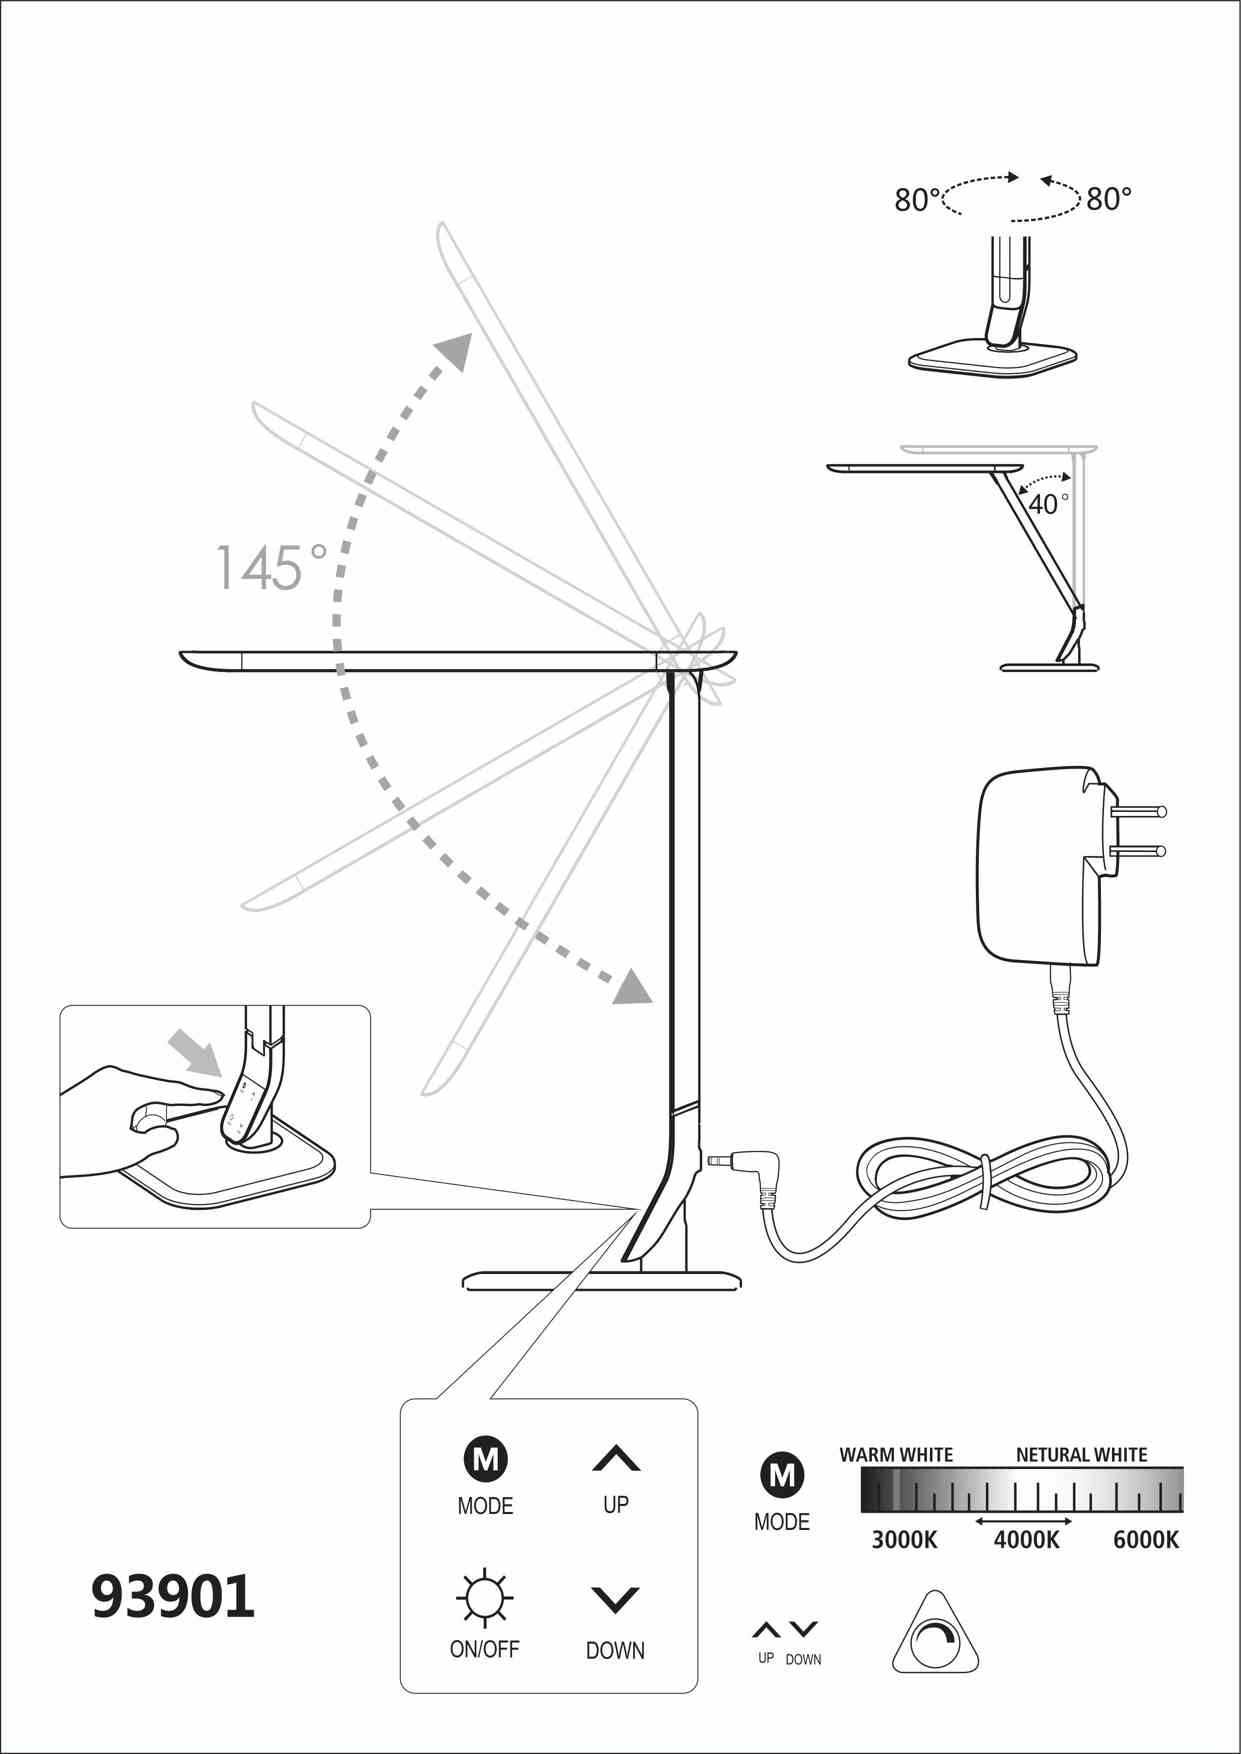 80° 80°
40°
145°
M
MODE
UP
ON/OFF
DOWN
M
MODE
WARM WHITE NETURAL WHITE
3000K 4000K 6000K
UP DOWN
93901